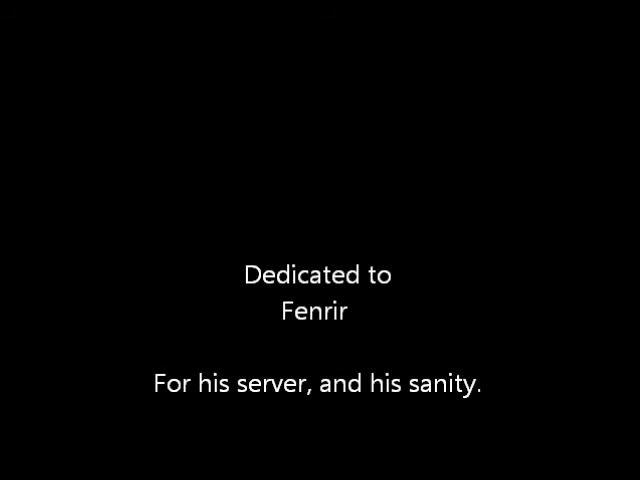 Dedicated to
Fenrir
For his server, and his sanity.